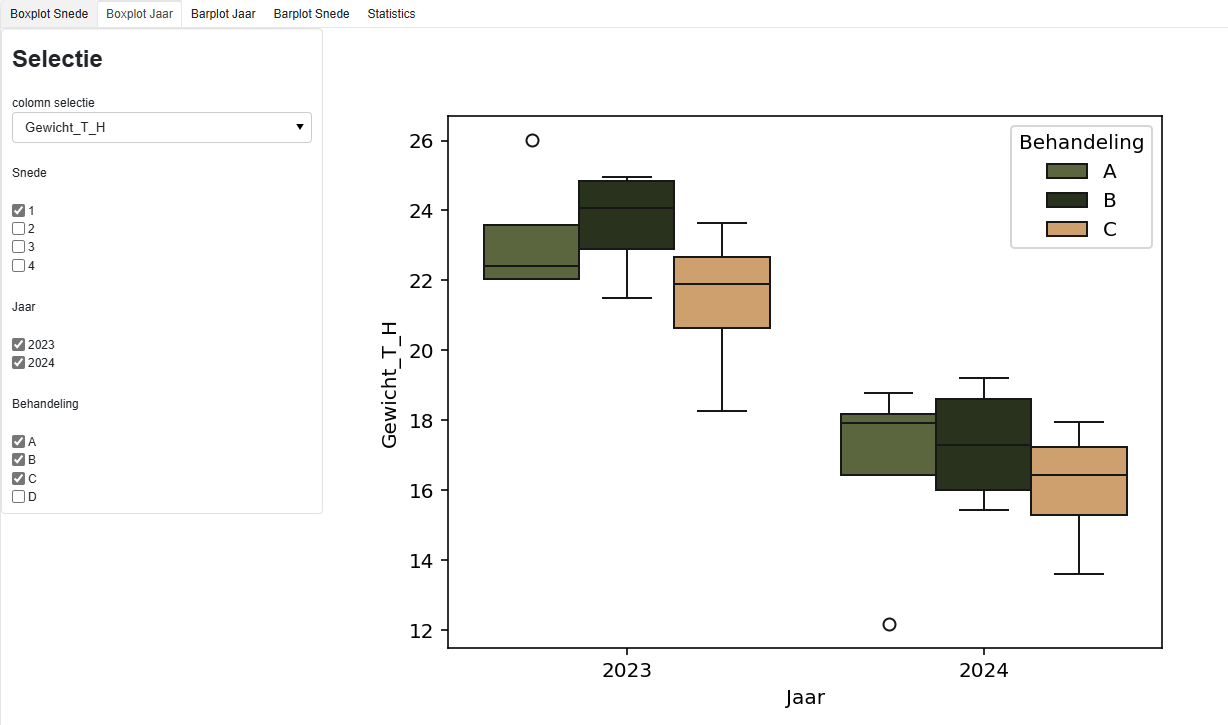 Boxplot Snede Boxplot Jaar Barplot Jaar Barplot Snede Statistics
Selectie
colomn selectie
Gewicht_T_H
Snede
1
2
3
4
Jaar
2023
2024
Behandeling
A
B
C
D
Gewicht_T_H
26
24
22
20
18
16
14
12
Behandeling
A
B
C
2023 2024
Jaar